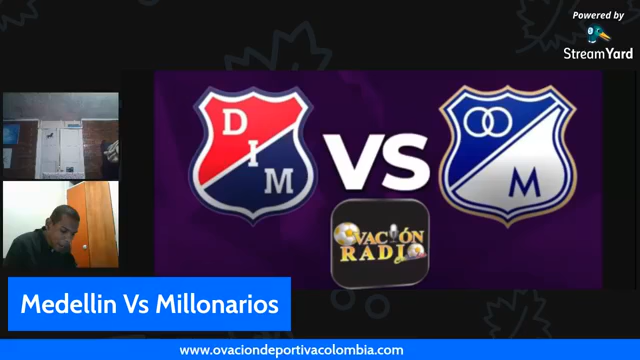 Powered by
StreamYard
D
I
M
VS
M
OVACIÓN
RADIO
Medellin Vs Millonarios
www.ovaciondeportivacolombia.com